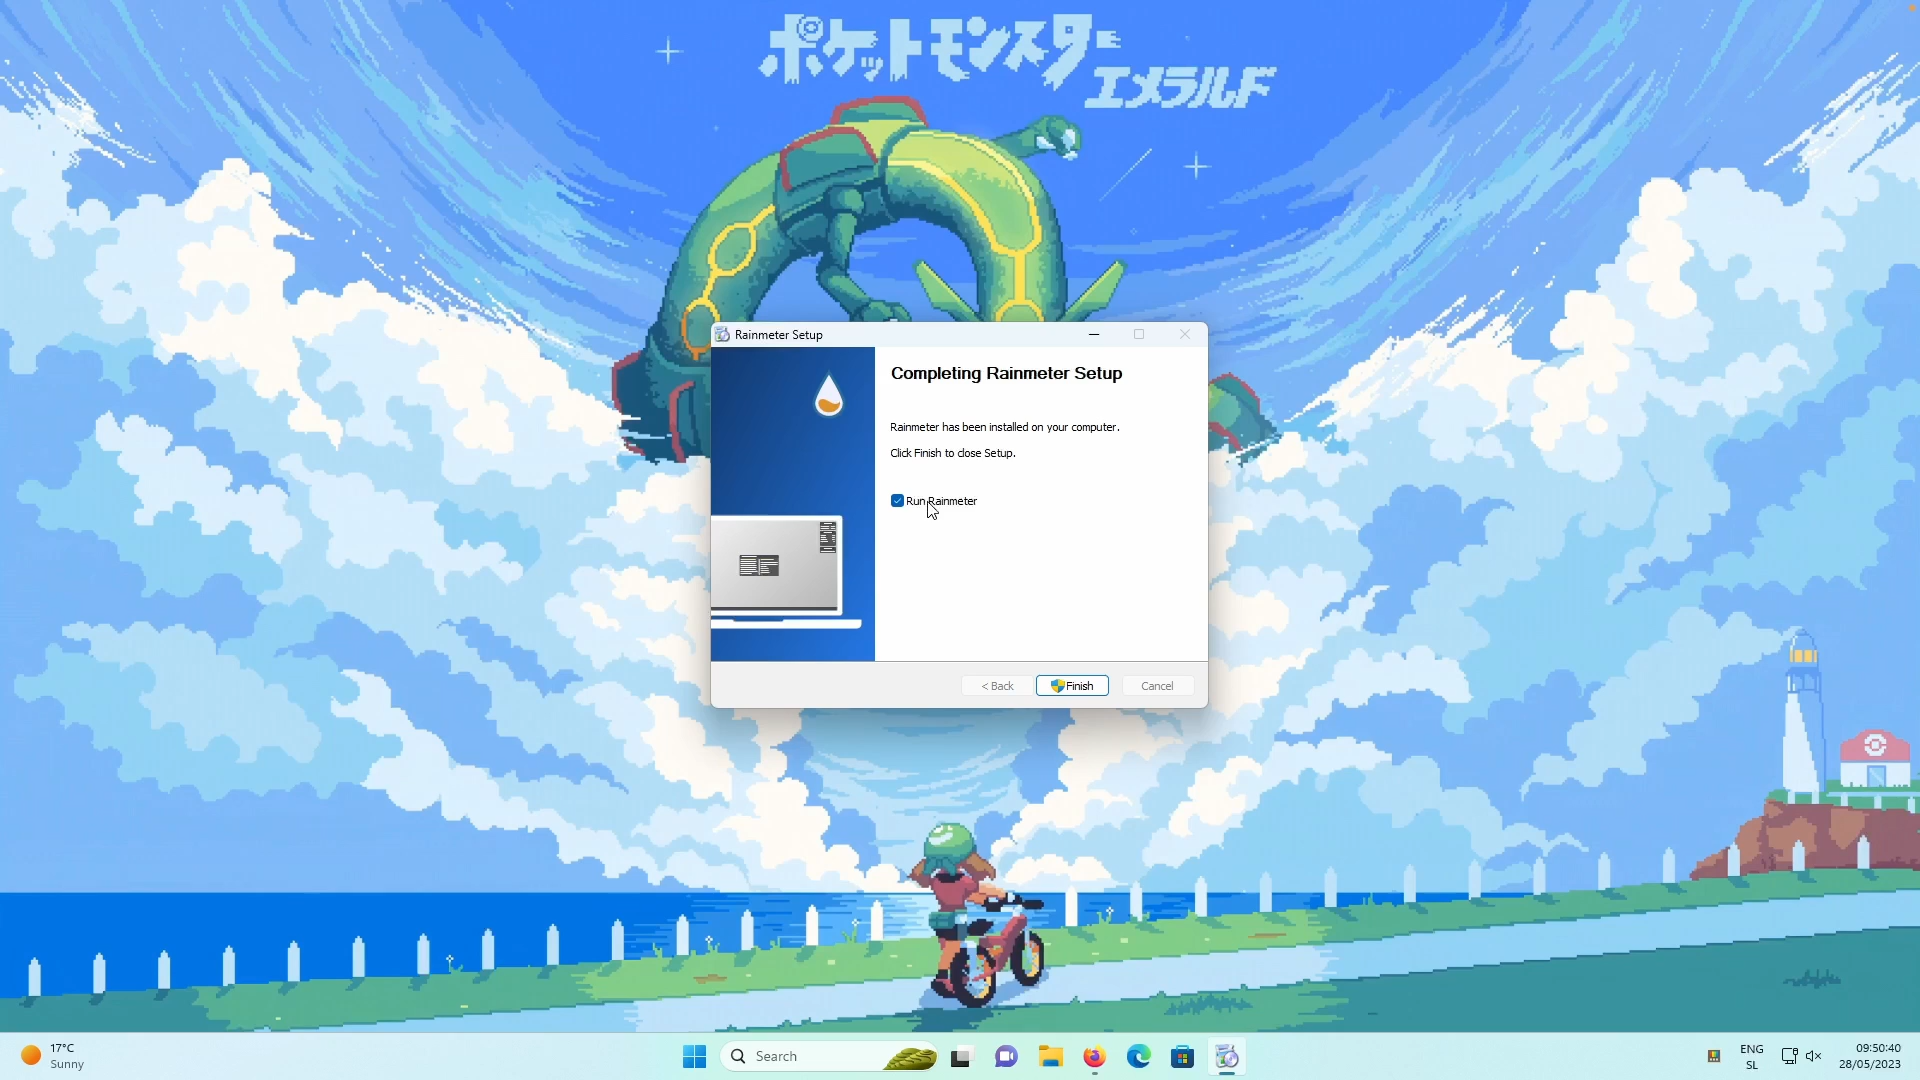 ポケットモンスターズ
エメラルド
Rainmeter Setup
Completing Rainmeter Setup
Rainmeter has been installed on your computer.
Click Finish to close Setup.
Run Rainmeter
< Back
Finish
Cancel
17°C
Sunny
Search
ENG
SL
09:50:40
28/05/2023